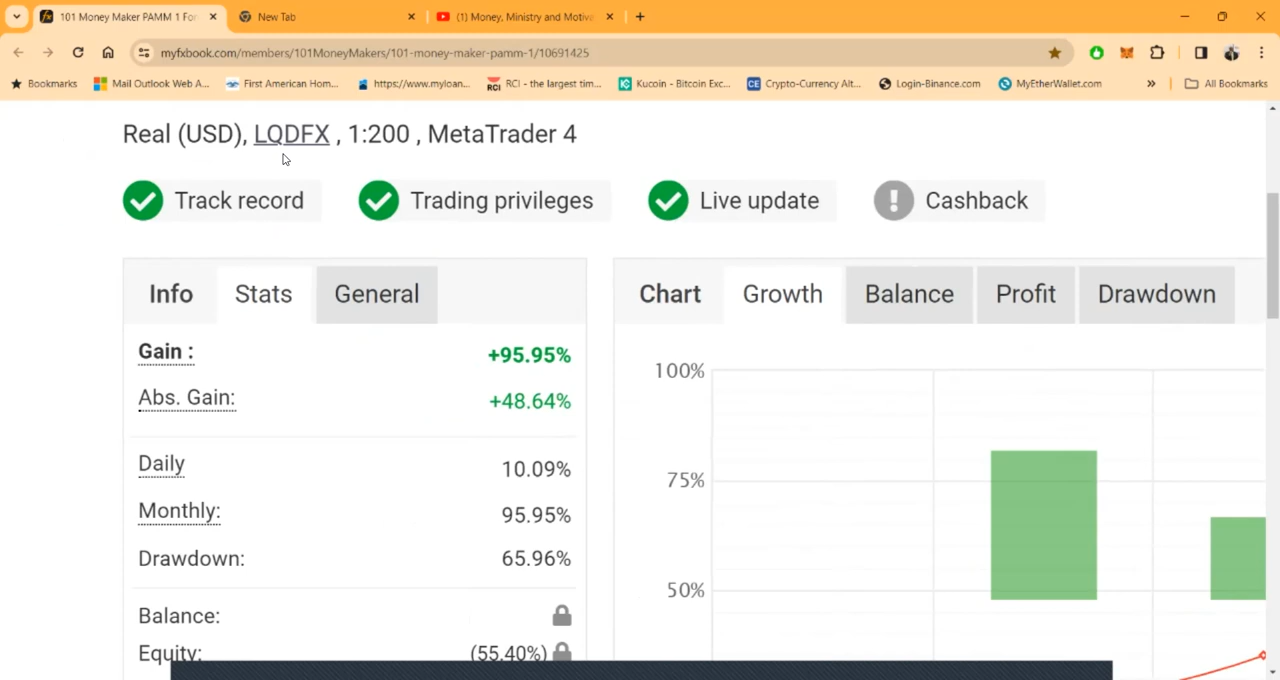 101 Money Maker PAMM 1 For
New Tab
(1) Money, Ministry and Motiva
myfxbook.com/members/101MoneyMakers/101-money-maker-pamm-1/10691425
Bookmarks
Mail Outlook Web A...
First American Hom...
https://www.myloan...
RCI
RCI - the largest tim...
Kucoin - Bitcoin Exc...
CE
Crypto-Currency Alt...
Login-Binance.com
MyEtherWallet.com
»
All Bookmarks
Real (USD), LQDFX , 1:200 , MetaTrader 4
Track record
Trading privileges
Live update
! Cashback
Info
Stats
General
Chart
Growth
Balance
Profit
Drawdown
Gain : +95.95%
Abs. Gain: +48.64%
Daily 10.09%
Monthly: 95.95%
Drawdown: 65.96%
Balance:
Equity: (55.40%)
100%
75%
50%